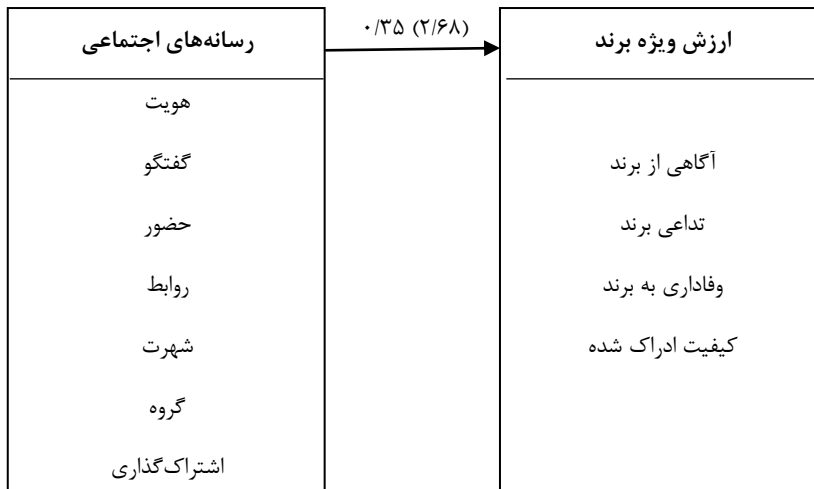 رسانه‌های اجتماعی
۰/۳۵ (۲/۶۸)
ارزش ویژه برند
هویت
گفتگو
حضور
روابط
شهرت
گروه
اشتراک‌گذاری
آگاهی از برند
تداعی برند
وفاداری به برند
کیفیت ادراک شده